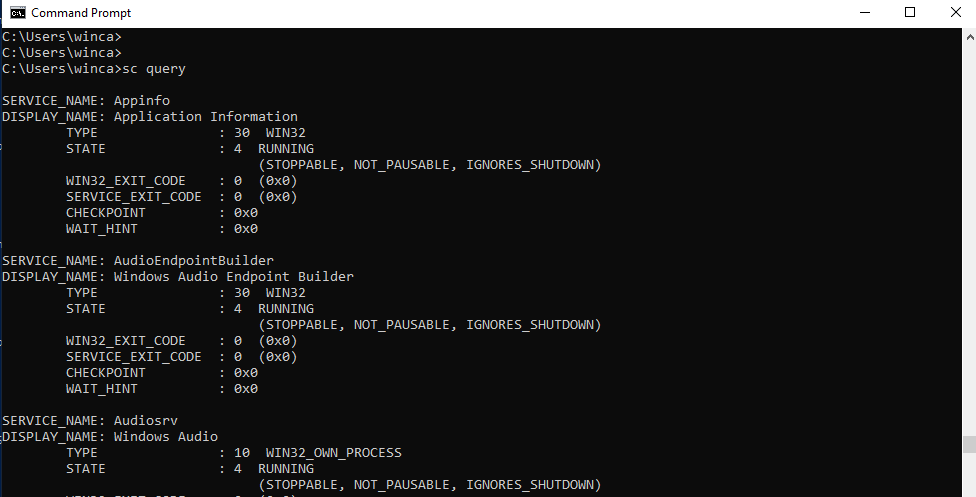 Command Prompt
C:\Users\winca>
C:\Users\winca>
C:\Users\winca>sc query

SERVICE_NAME: Appinfo
DISPLAY_NAME: Application Information
        TYPE               : 30  WIN32
        STATE              : 4  RUNNING
                                (STOPPABLE, NOT_PAUSABLE, IGNORES_SHUTDOWN)
        WIN32_EXIT_CODE    : 0  (0x0)
        SERVICE_EXIT_CODE  : 0  (0x0)
        CHECKPOINT         : 0x0
        WAIT_HINT          : 0x0

SERVICE_NAME: AudioEndpointBuilder
DISPLAY_NAME: Windows Audio Endpoint Builder
        TYPE               : 30  WIN32
        STATE              : 4  RUNNING
                                (STOPPABLE, NOT_PAUSABLE, IGNORES_SHUTDOWN)
        WIN32_EXIT_CODE    : 0  (0x0)
        SERVICE_EXIT_CODE  : 0  (0x0)
        CHECKPOINT         : 0x0
        WAIT_HINT          : 0x0

SERVICE_NAME: Audiosrv
DISPLAY_NAME: Windows Audio
        TYPE               : 10  WIN32_OWN_PROCESS
        STATE              : 4  RUNNING
                                (STOPPABLE, NOT_PAUSABLE, IGNORES_SHUTDOWN)